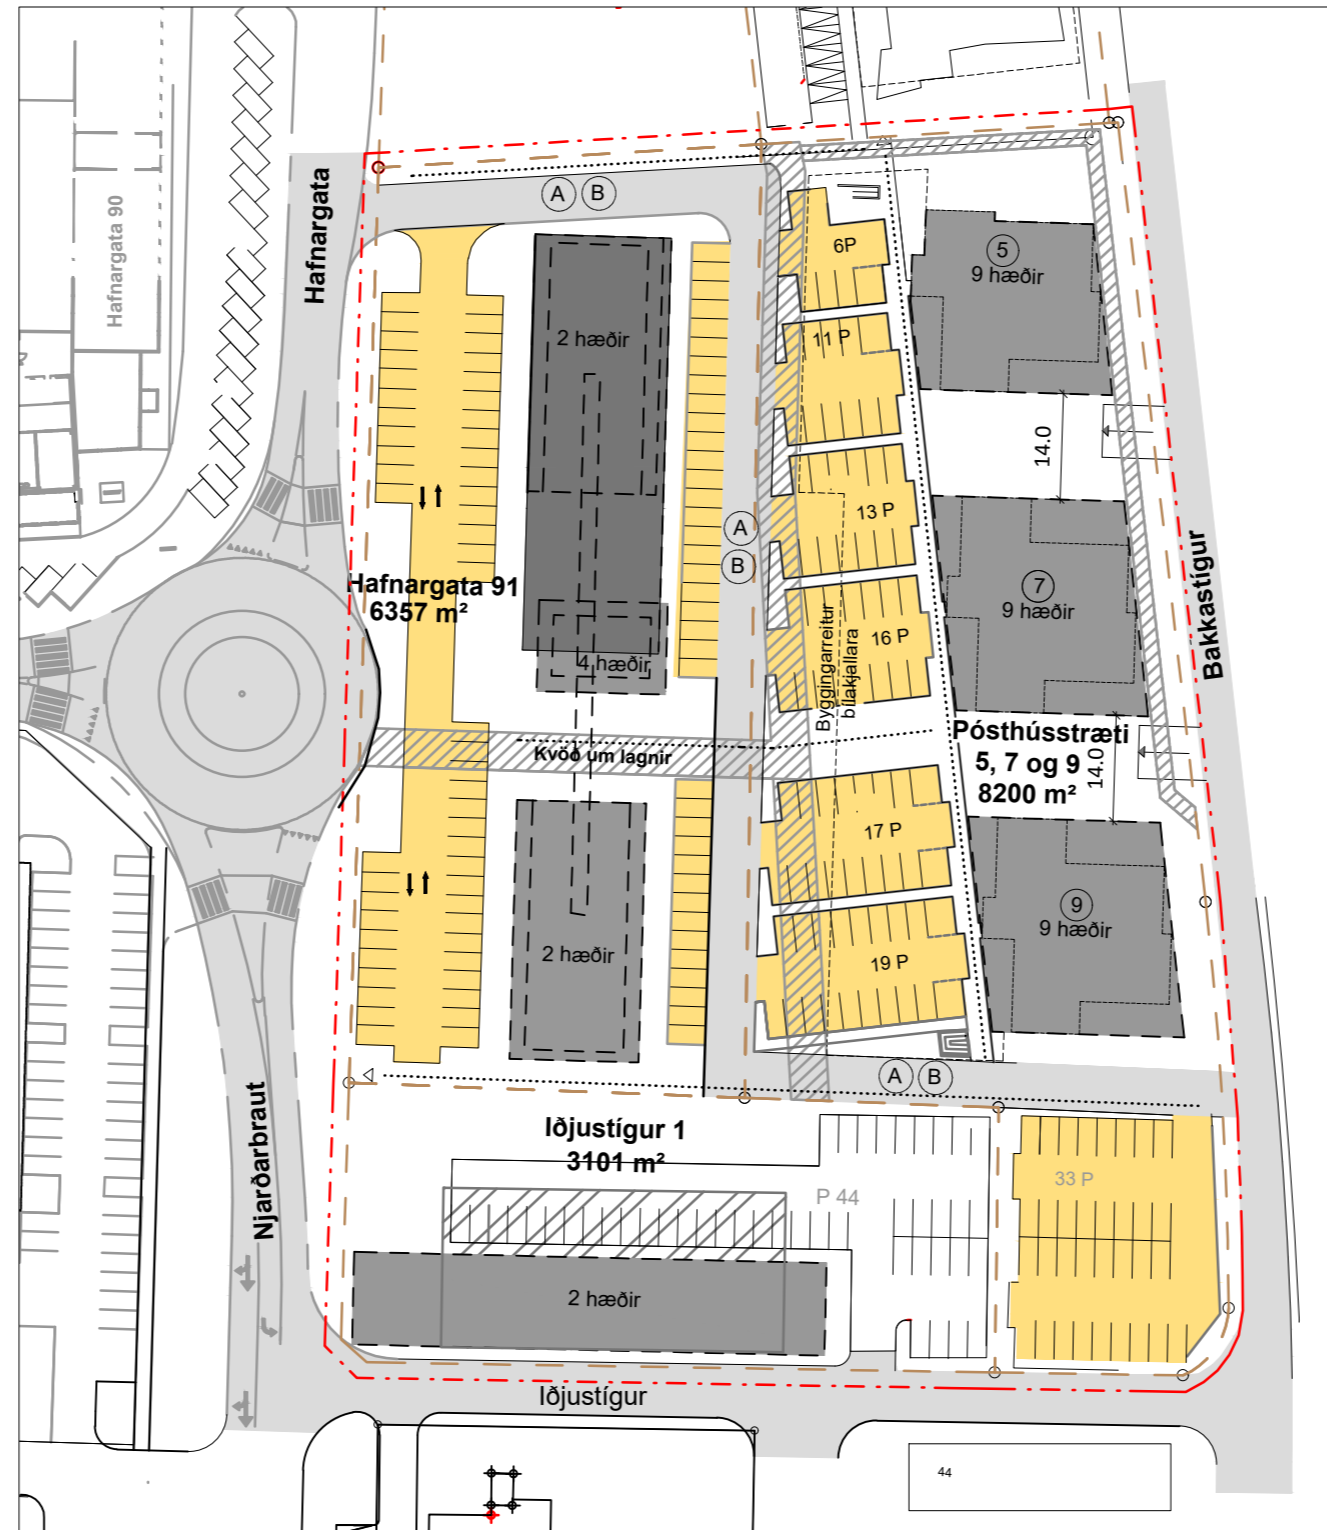 Hafnargata 90
Hafnargata
A B
6P
5
9 hæðir
2 hæðir
11 P
14.0
13 P
A
B
Hafnargata 91
6357 m²
7
9 hæðir
Bakkastígur
16 P
Byggingarreitur
bílakjallara
4 hæðir
Kvöð um lagnir
Pósthússtræti
5, 7 og 9
8200 m²
14.0
17 P
9
9 hæðir
2 hæðir
19 P
A B
Njarðarbraut
Iðjustígur 1
3101 m²
P 44
33 P
2 hæðir
Iðjustígur
44